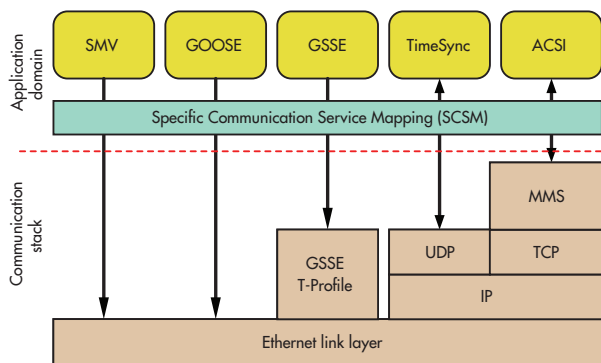 Application
domain
SMV
GOOSE
GSSE
TimeSync
ACSI
Specific Communication Service Mapping (SCSM)
Communication
stack
MMS
GSSE
T-Profile
UDP
TCP
IP
Ethernet link layer